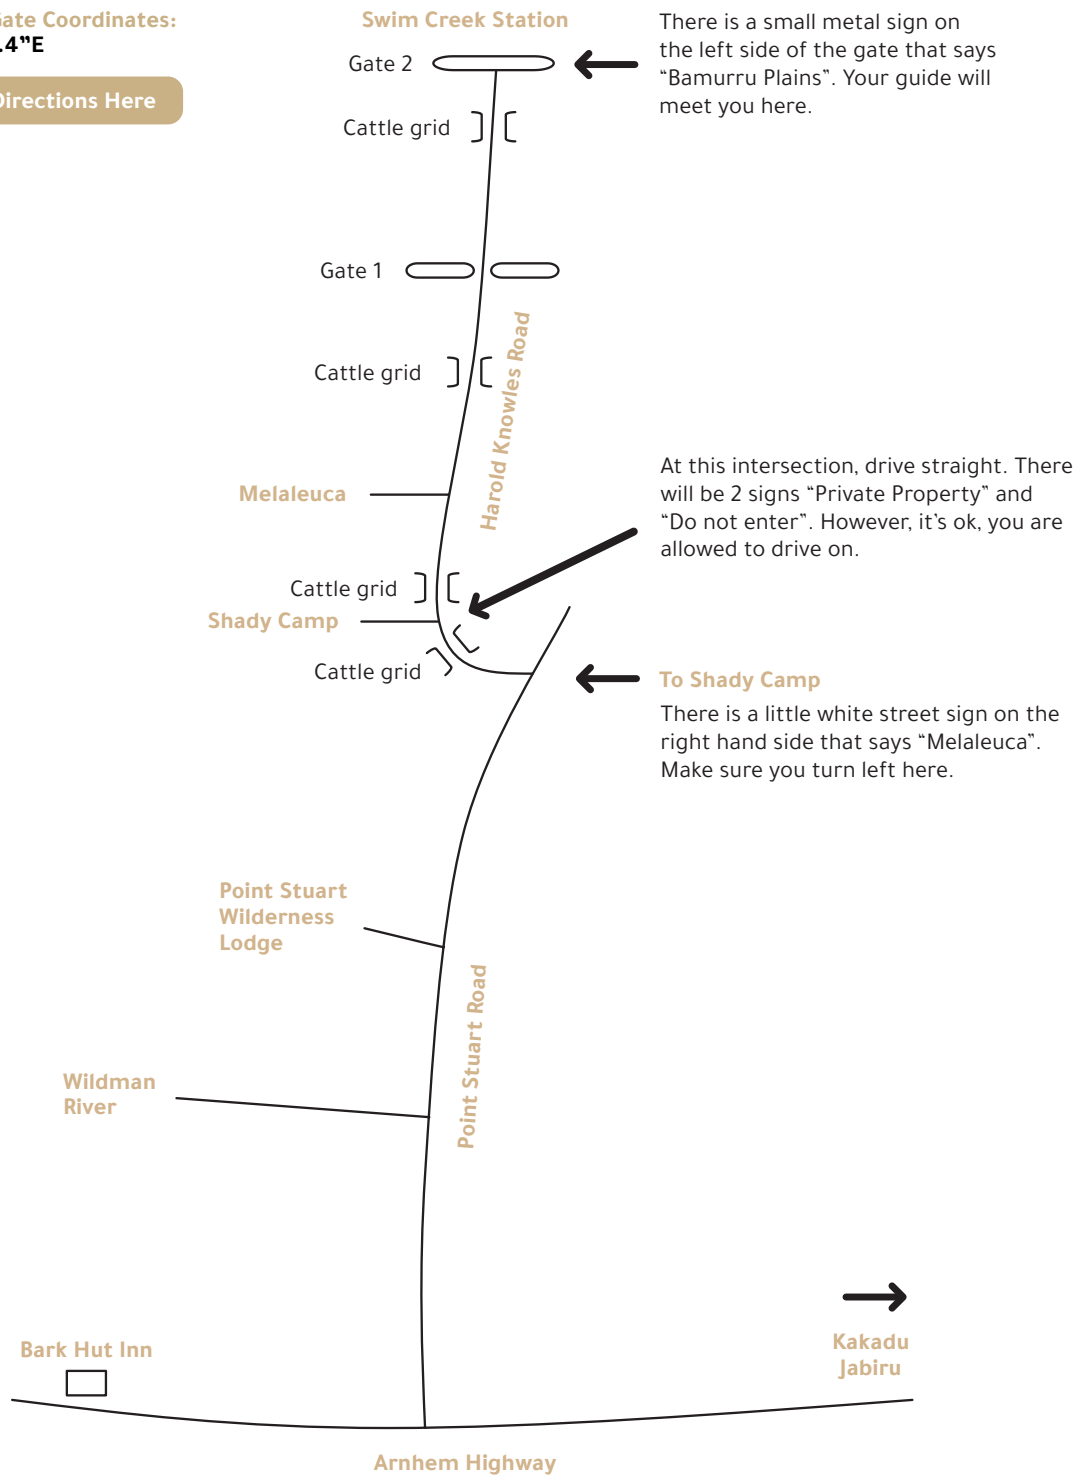 Gate Coordinates:
.4”E
Directions Here
Swim Creek Station
Gate 2
There is a small metal sign on
the left side of the gate that says
“Bamurru Plains”. Your guide will
meet you here.
Cattle grid
Gate 1
Cattle grid
Harold Knowles Road
Melaleuca
At this intersection, drive straight. There
will be 2 signs “Private Property” and
“Do not enter”. However, it’s ok, you are
allowed to drive on.
Cattle grid
Shady Camp
Cattle grid
To Shady Camp
There is a little white street sign on the
right hand side that says “Melaleuca”.
Make sure you turn left here.
Point Stuart
Wilderness
Lodge
Point Stuart Road
Wildman
River
Bark Hut Inn
Kakadu
Jabiru
Arnhem Highway